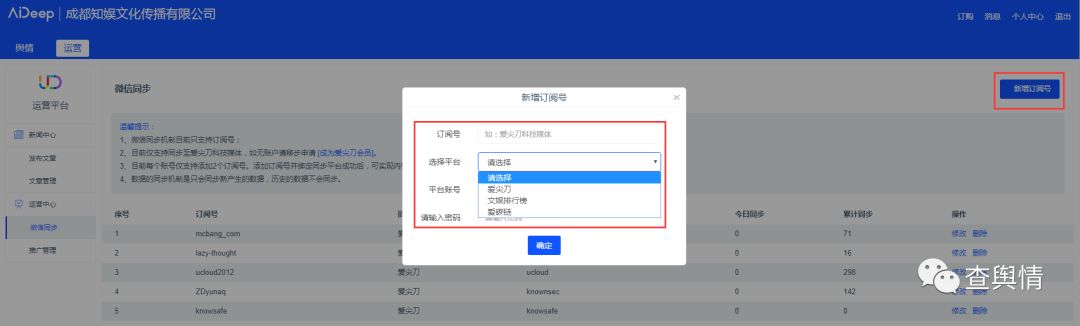 AiDeep | 成都知娱文化传播有限公司
订购 消息 个人中心 退出
舆情 运营
运营平台
新闻中心
发布文章
文章管理
运营中心
微信同步
推广管理
微信同步
新增订阅号
温馨提示：
1、微信同步机制目前只支持订阅号；
2、目前仅支持同步至爱尖刀科技媒体，如无账户请移步申请 [成为爱尖刀会员]。
3、目前每个账号仅支持添加2个订阅号。添加订阅号并绑定同步平台成功后，可实现内
4、数据的同步机制是只会同步新产生的数据，历史的数据不会同步。
新增订阅号 ×
订阅号 如：爱尖刀科技媒体
选择平台 请选择
请选择
爱尖刀
文娱排行榜
爱碳链
平台账号
请输入密码 请输入密码
确定
序号 订阅号 今日同步 累计同步 操作
1 mcbang_com 0 71 修改 删除
2 lazy-thought 0 16 修改 删除
3 ucloud2012 爱尖刀 ucloud 0 298
4 ZDyunaq 爱尖刀 knownsec 0 142 修改 删除
5 knowsafe 爱尖刀 knowsafe 0 0 修改 删除
查舆情